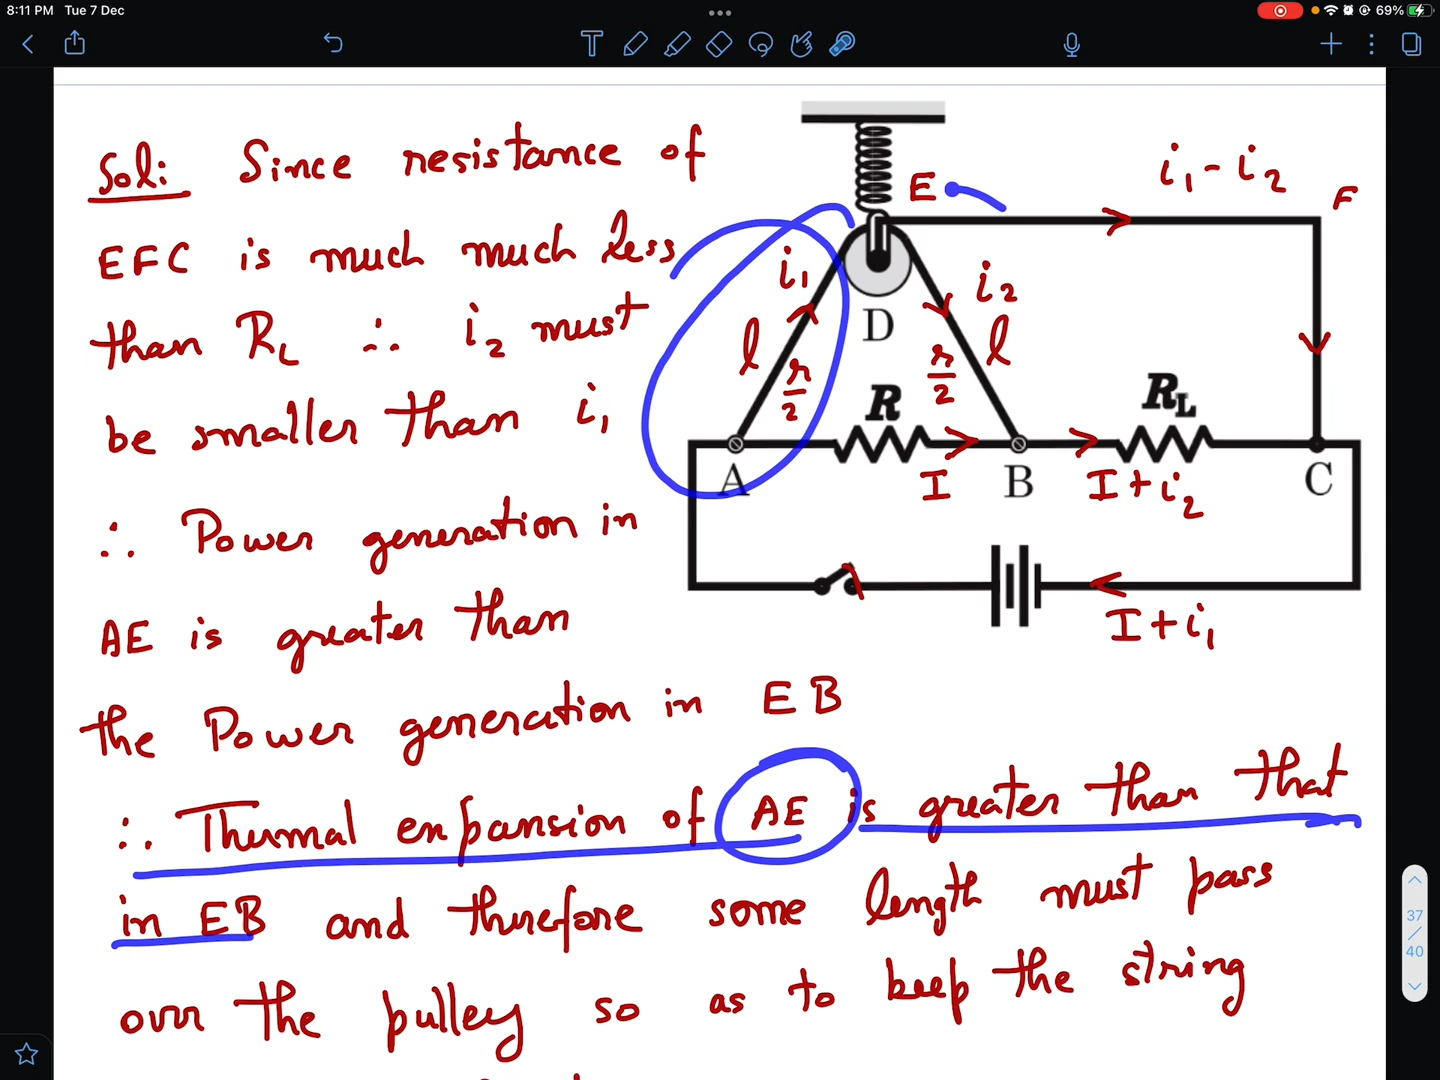 8:11 PM Tue 7 Dec
69%
Sol: Since resistance of
EFC is much much less
than RL ∴ i2 must
be smaller than i1
∴ Power generation in
AE is greater than
the Power generation in EB
∴ Thermal expansion of AE is greater than that
in EB and therefore some length must pass
over the pulley so as to keep the string
E
i1 - i2
F
i1
i2
D
l
l
r/2
r/2
R
RL
A
I
B
I + i2
C
I + i1
37
/
40